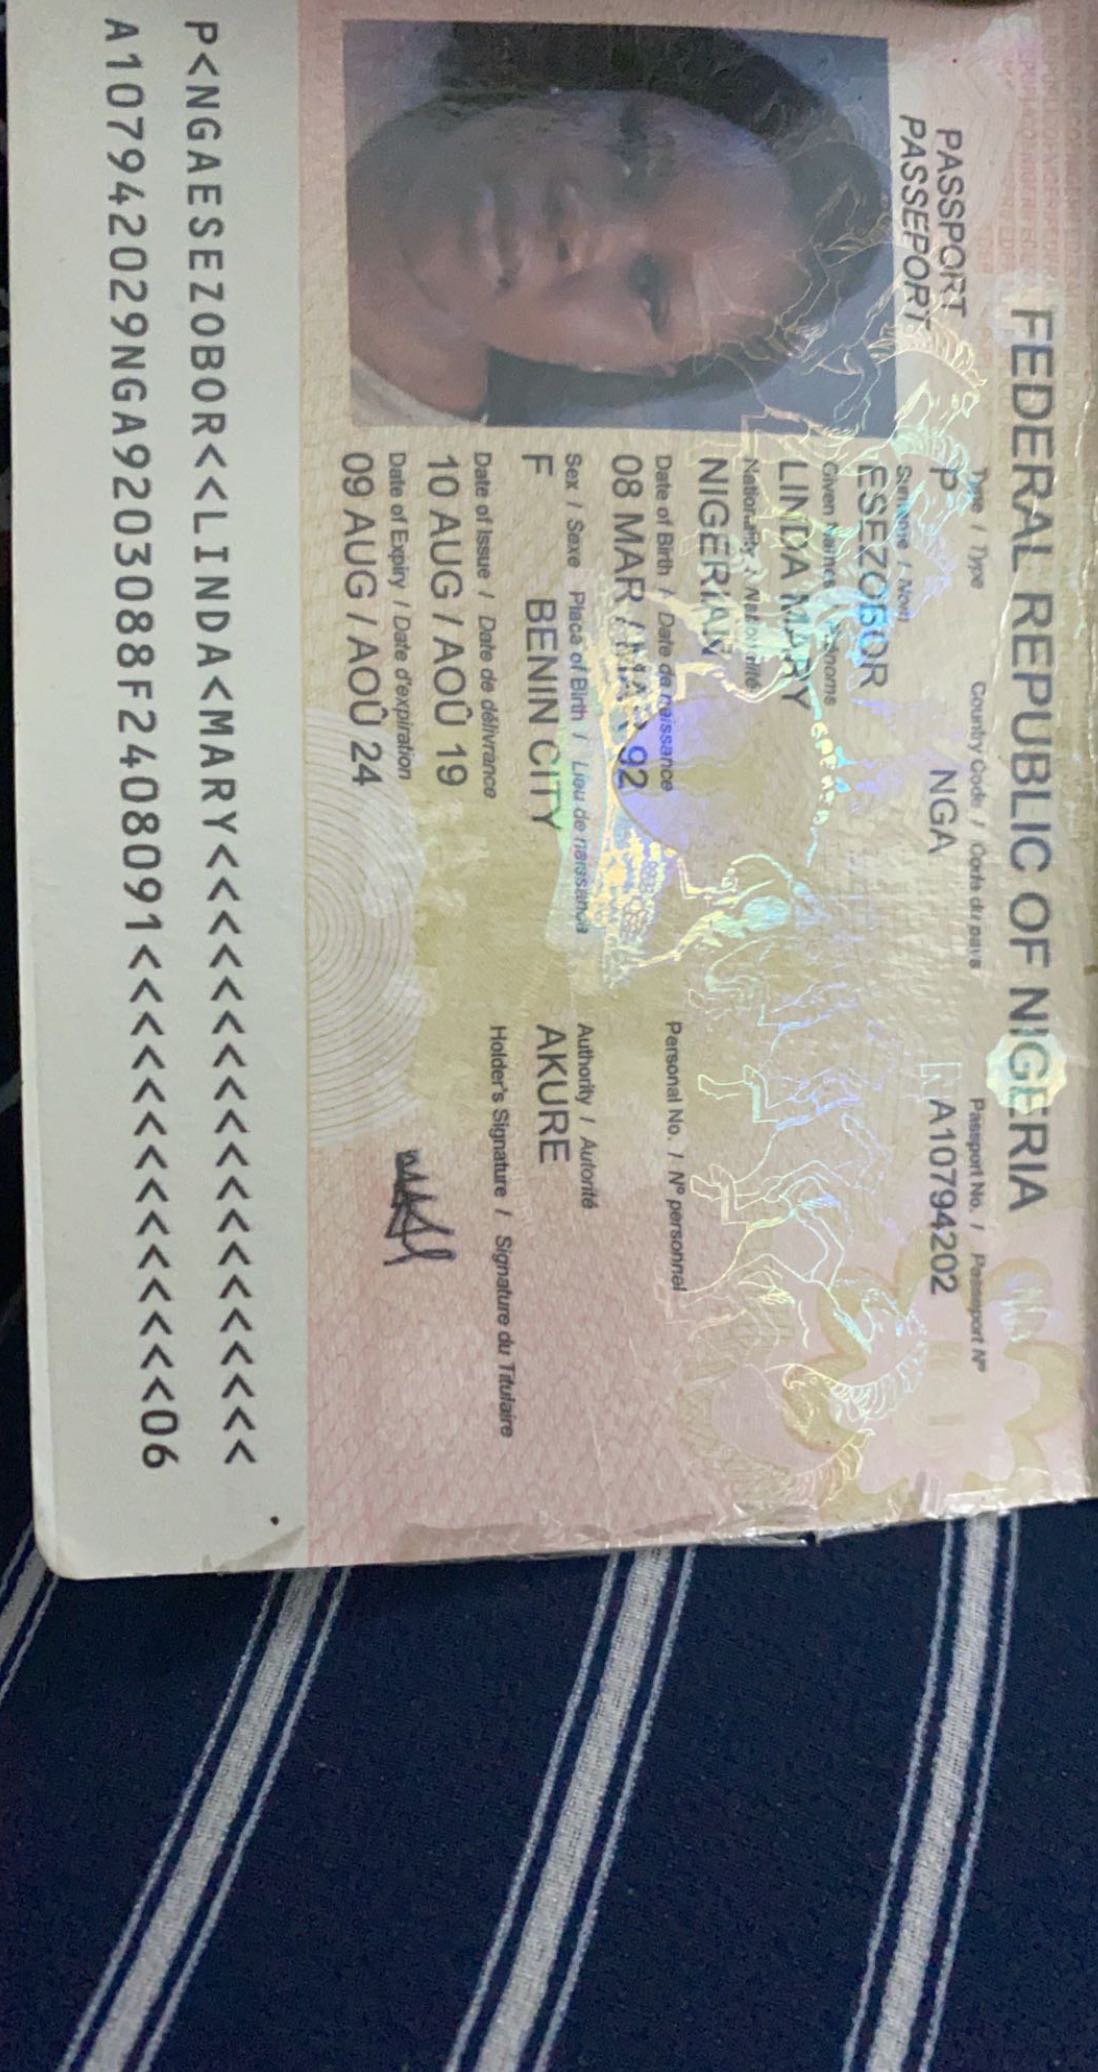 FEDERAL REPUBLIC OF NIGERIA
PASSPORT
PASSEPORT
Type / Type Country Code / Code du pays Passport No. / Passport Nº
P NGA A10794202
Surname / Nom
ESEZOBOR
Given Names / Prénoms
LINDA MARY
Nationality / Nationalité
NIGERIAN
Date of Birth / Date de naissance Personal No. / Nº personnal
08 MAR / MAR 92
Sex / Sexe Place of Birth / Lieu de naissance Authority / Autorité
F BENIN CITY AKURE
Date of Issue / Date de délivrance Holder's Signature / Signature du Titulaire
10 AUG / AOÛ 19
Date of Expiry / Date d'expiration
09 AUG / AOÛ 24
P<NGAESEZOBOR<<LINDA<MARY<<<<<<<<<<<<<<<<<<<
A107942029NGA9203088F2408091<<<<<<<<<<<<<<06